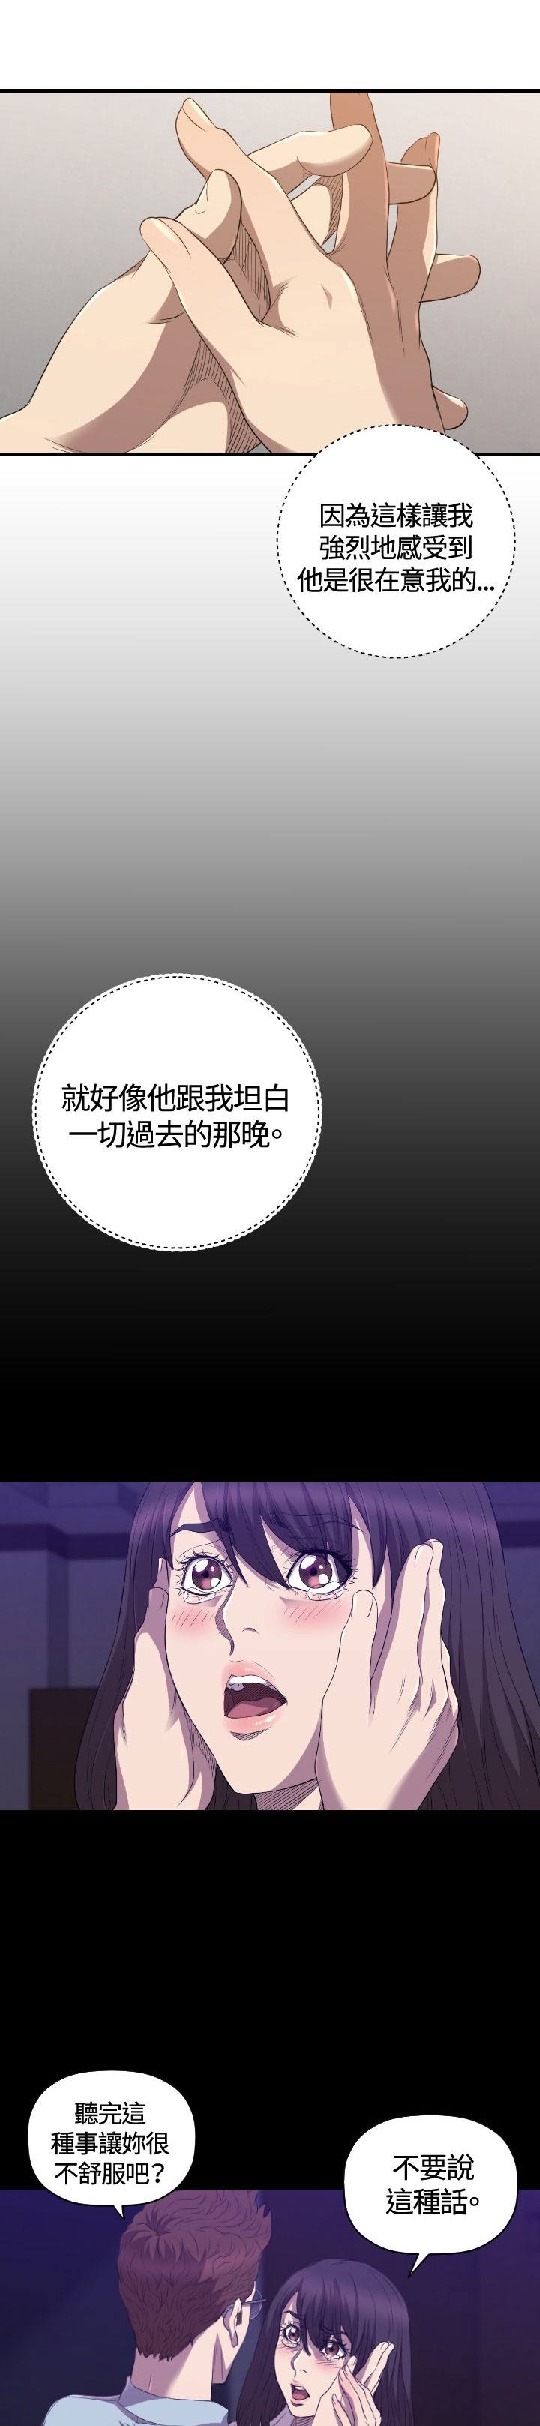 因為這樣讓我
強烈地感受到
他是很在意我的...
就好像他跟我坦白
一切過去的那晚。
聽完這
種事讓妳很
不舒服吧?
不要說
這種話。